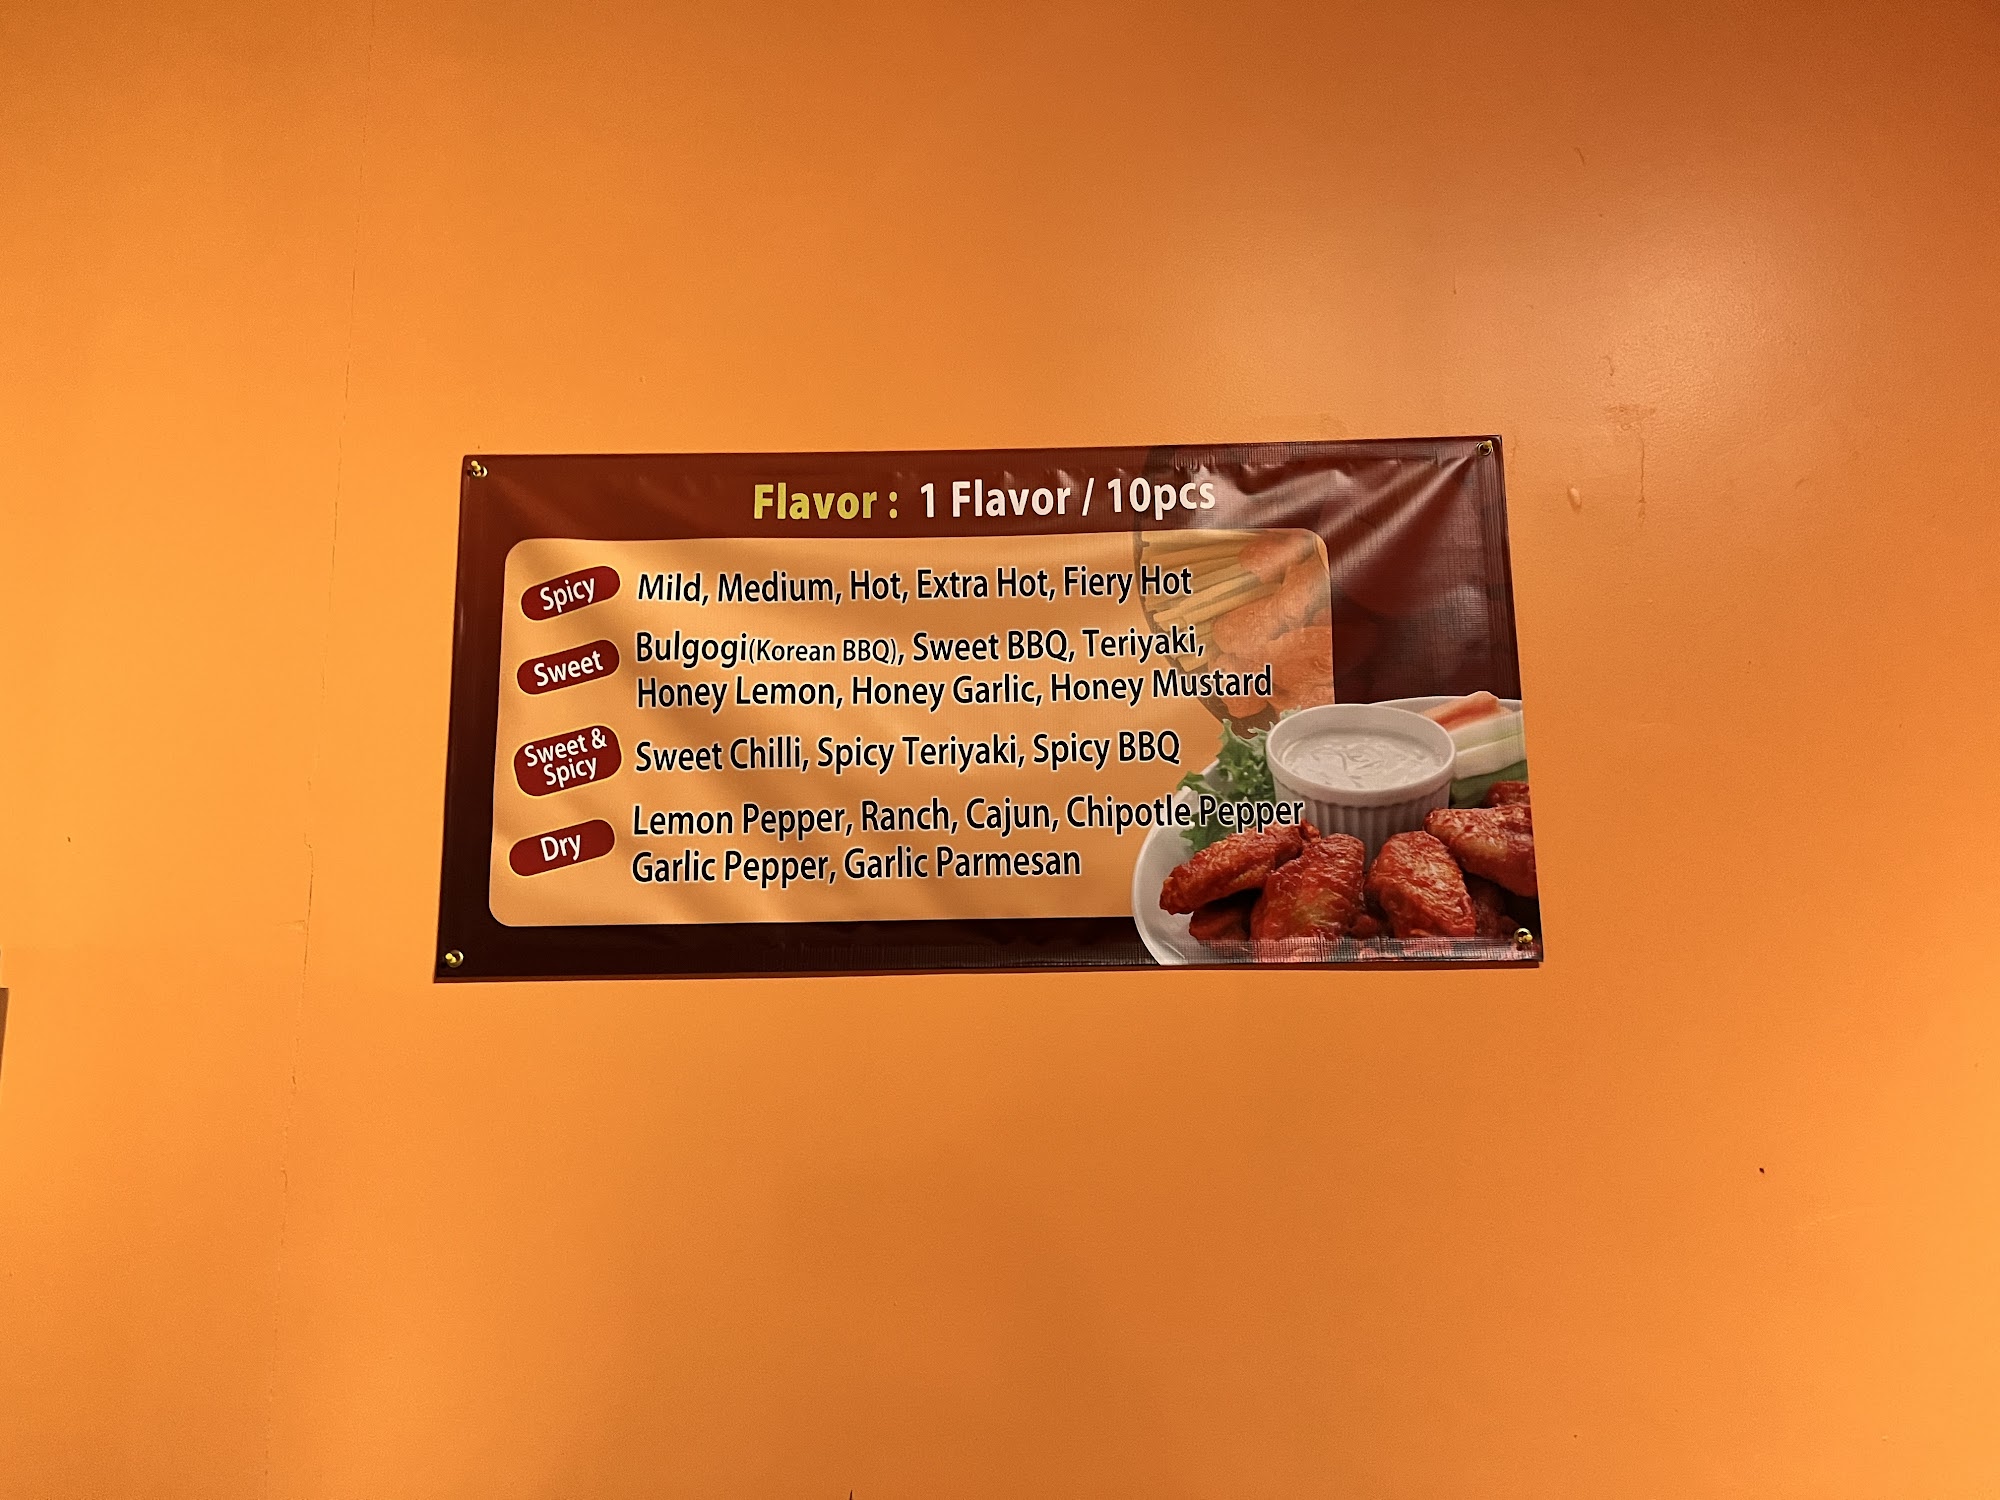 Flavor : 1 Flavor / 10pcs
Spicy Mild, Medium, Hot, Extra Hot, Fiery Hot
Sweet Bulgogi(Korean BBQ), Sweet BBQ, Teriyaki,
Honey Lemon, Honey Garlic, Honey Mustard
Sweet &
Spicy
Sweet Chilli, Spicy Teriyaki, Spicy BBQ
Dry Lemon Pepper, Ranch, Cajun, Chipotle Pepper
Garlic Pepper, Garlic Parmesan